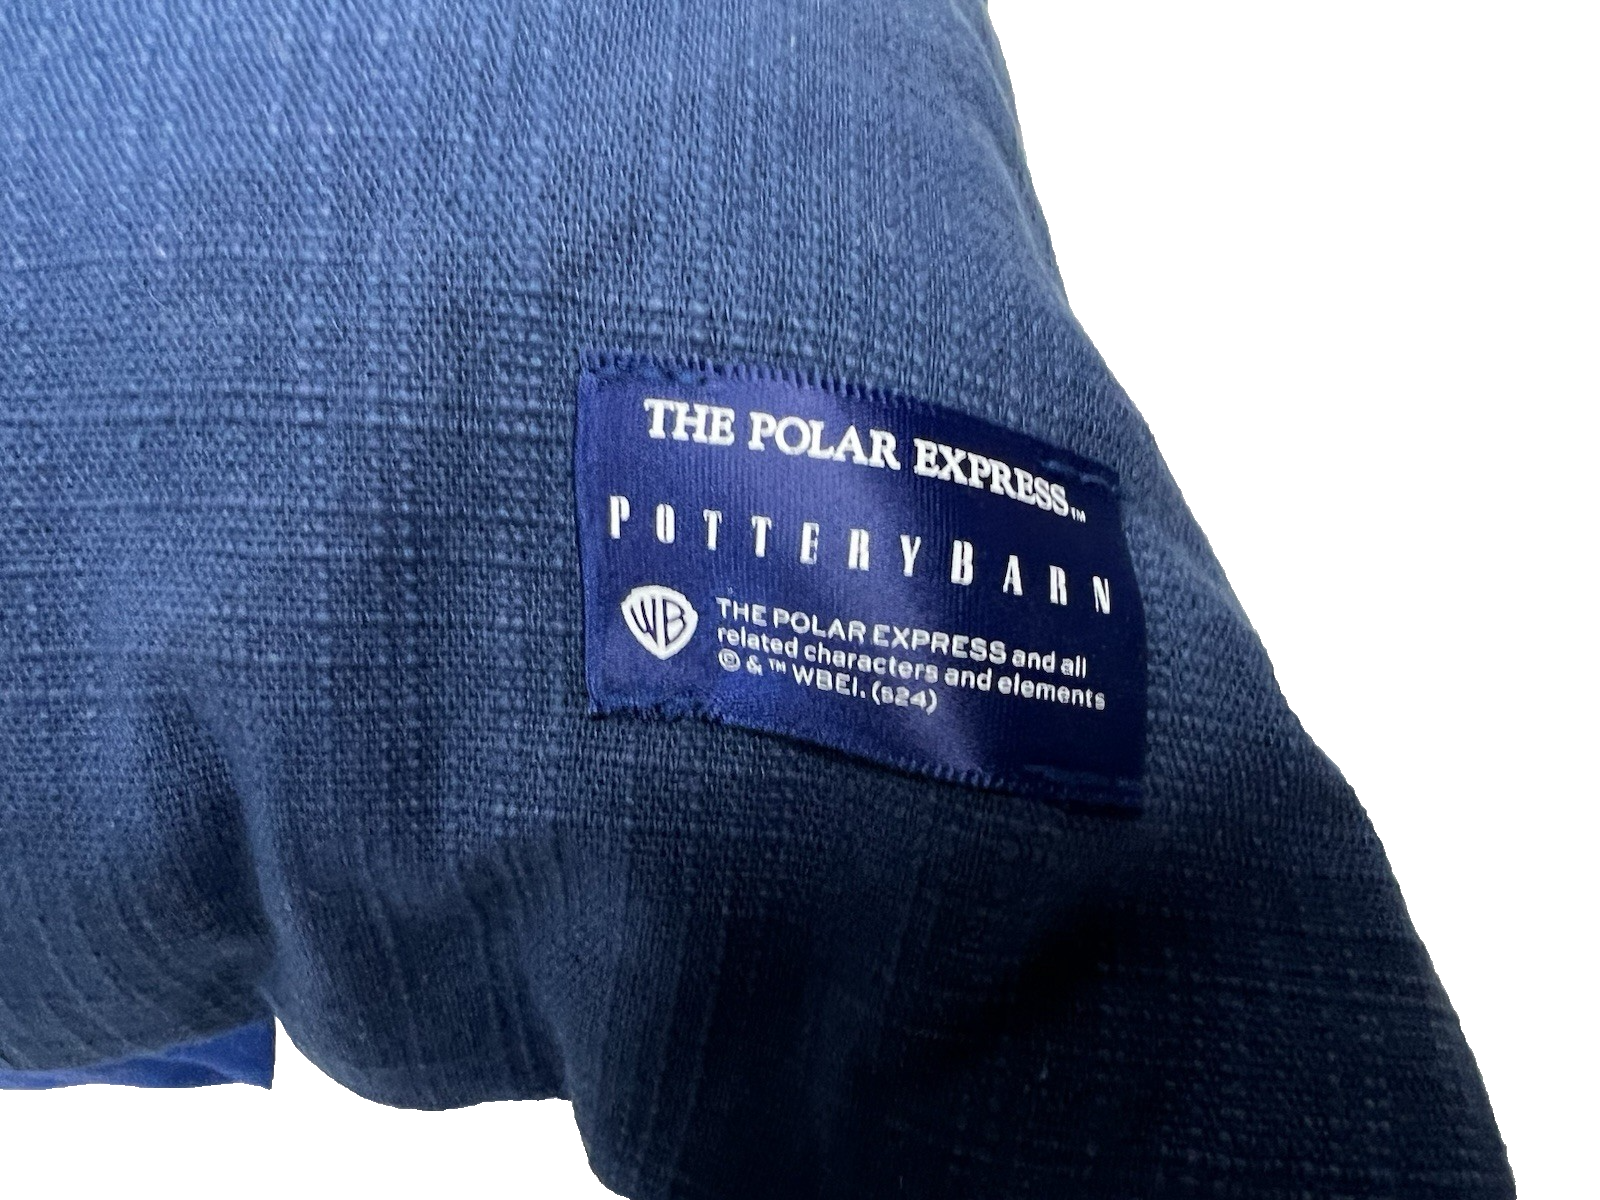 THE POLAR EXPRESS™
POTTERYBARN
WB
THE POLAR EXPRESS and all
related characters and elements
© & ™ WBEI. (s24)